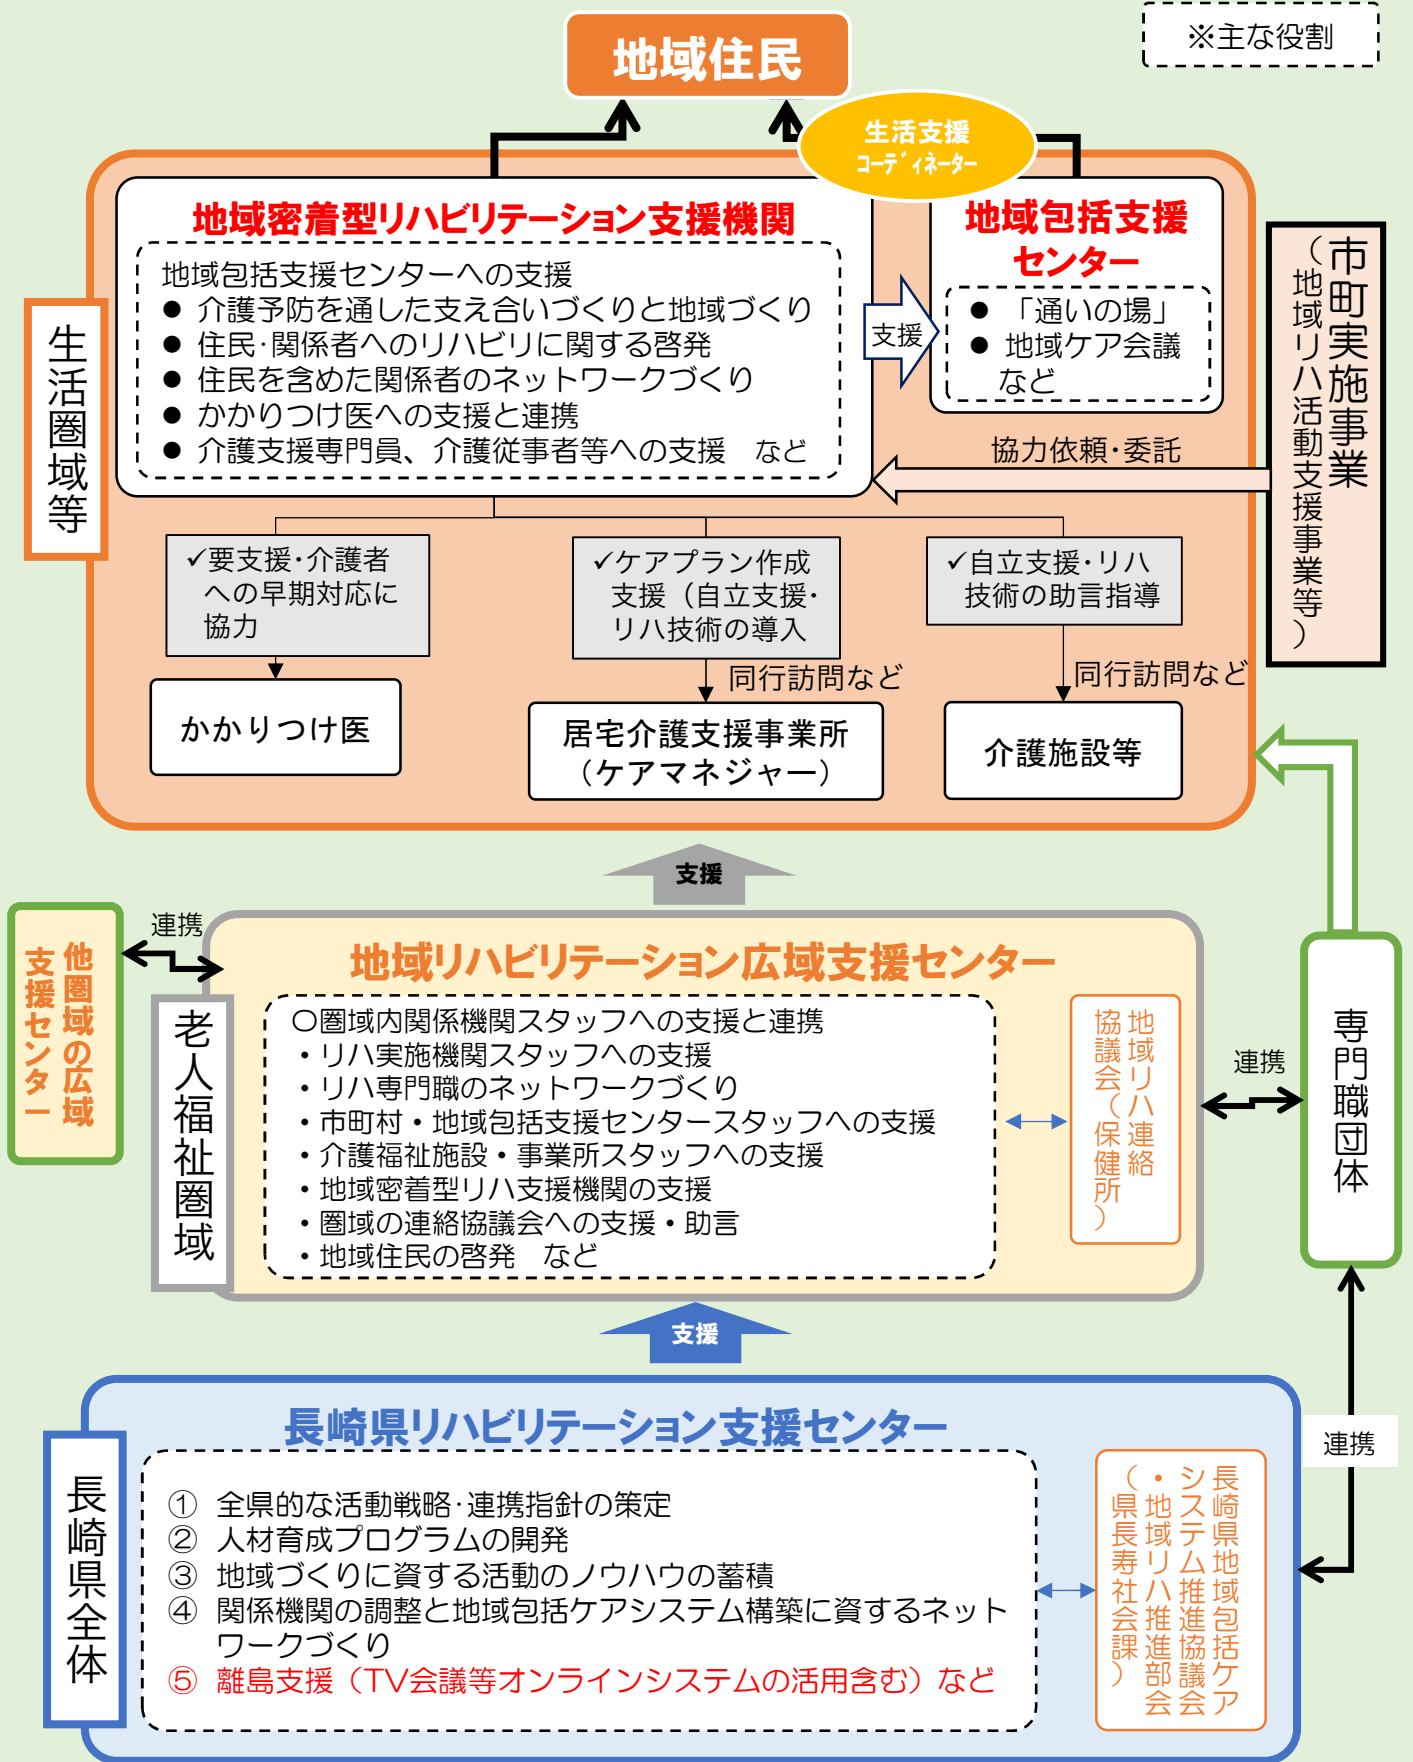 ※主な役割
地域住民
生活支援
コーディネーター
地域密着型リハビリテーション支援機関
地域包括支援センターへの支援
● 介護予防を通した支え合いづくりと地域づくり
● 住民･関係者へのリハビリに関する啓発
● 住民を含めた関係者のネットワークづくり
● かかりつけ医への支援と連携
● 介護支援専門員、介護従事者等への支援　など
支援
地域包括支援
センター
● 「通いの場」
● 地域ケア会議
など
生活圏域等
市町実施事業
（地域リハ活動支援事業等）
協力依頼･委託
✓要支援･介護者
への早期対応に
協力
✓ケアプラン作成
支援（自立支援･
リハ技術の導入
✓自立支援･リハ
技術の助言指導
同行訪問など
同行訪問など
かかりつけ医
居宅介護支援事業所
（ケアマネジャー）
介護施設等
支援
他圏域の広域
支援センター
連携
地域リハビリテーション広域支援センター
老人福祉圏域
〇圏域内関係機関スタッフへの支援と連携
・リハ実施機関スタッフへの支援
・リハ専門職のネットワークづくり
・市町村・地域包括支援センタースタッフへの支援
・介護福祉施設・事業所スタッフへの支援
・地域密着型リハ支援機関の支援
・圏域の連絡協議会への支援・助言
・地域住民の啓発　など
地域リハ連絡
協議会（保健所）
連携
専門職団体
支援
長崎県リハビリテーション支援センター
長崎県全体
① 全県的な活動戦略･連携指針の策定
② 人材育成プログラムの開発
③ 地域づくりに資する活動のノウハウの蓄積
④ 関係機関の調整と地域包括ケアシステム構築に資するネット
ワークづくり
⑤ 離島支援（TV会議等オンラインシステムの活用含む）など
長崎県地域包括ケア
システム推進協議会
・地域リハ推進部会
（県長寿社会課）
連携